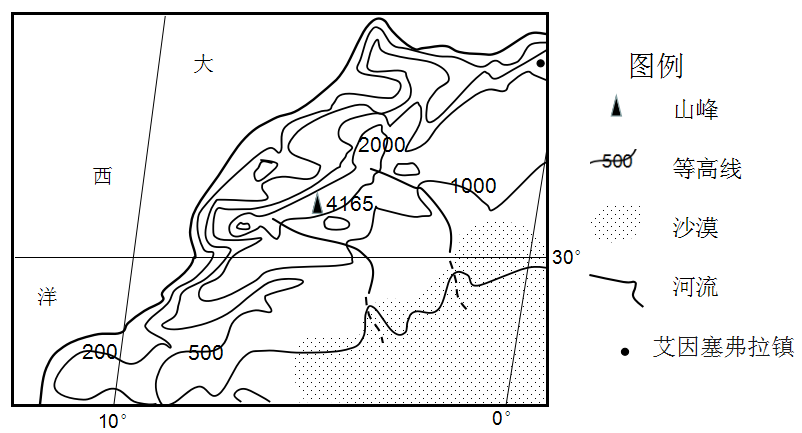 大
西
洋
2000
1000
4165
200
500
30°
10°
0°
图例
山峰
500
等高线
沙漠
河流
艾因塞弗拉镇